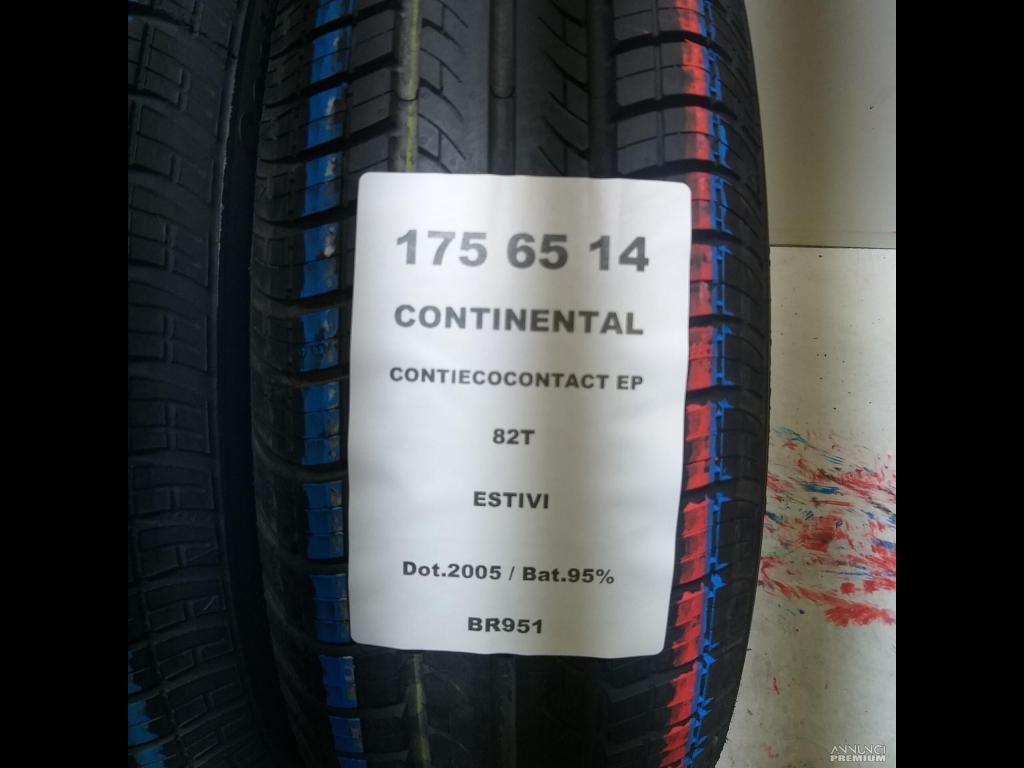 175 65 14
CONTINENTAL
CONTIECOCONTACT EP
82T
ESTIVI
Dot.2005 / Bat.95%
BR951
ANNUNCI
PREMIUM